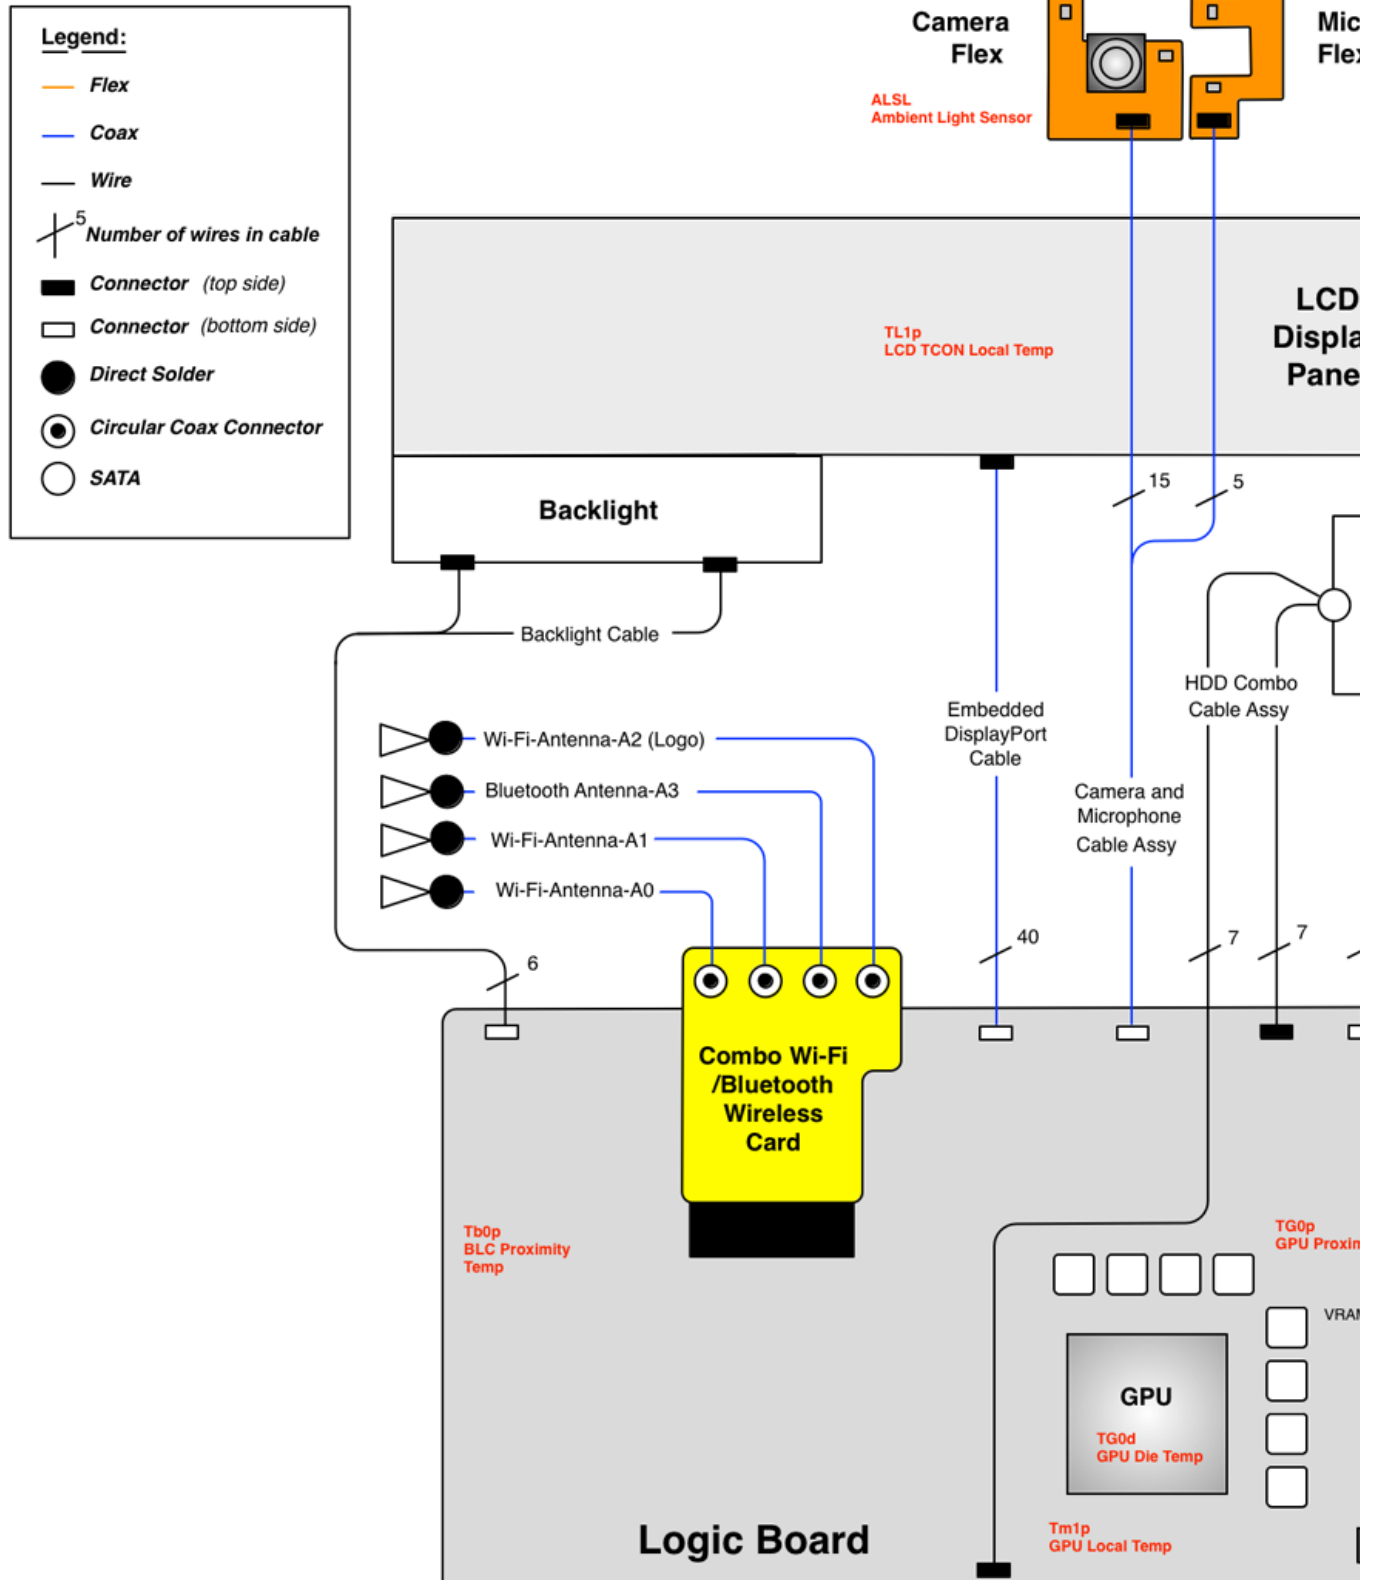 Legend:
Flex
Coax
Wire
5
Number of wires in cable
Connector (top side)
Connector (bottom side)
Direct Solder
Circular Coax Connector
SATA
Camera
Flex
Mic
ALSL
Ambient Light Sensor
LCD
TL1p
LCD TCON Local Temp
Backlight
15
5
Backlight Cable
HDD Combo
Cable Assy
Embedded
DisplayPort
Cable
Wi-Fi-Antenna-A2 (Logo)
Bluetooth Antenna-A3
Wi-Fi-Antenna-A1
Wi-Fi-Antenna-A0
Camera and
Microphone
Cable Assy
6
40
7
7
Combo Wi-Fi
/Bluetooth
Wireless
Card
Tb0p
BLC Proximity
Temp
TG0p
GPU
GPU
TG0d
GPU Die Temp
Tm1p
GPU Local Temp
Logic Board